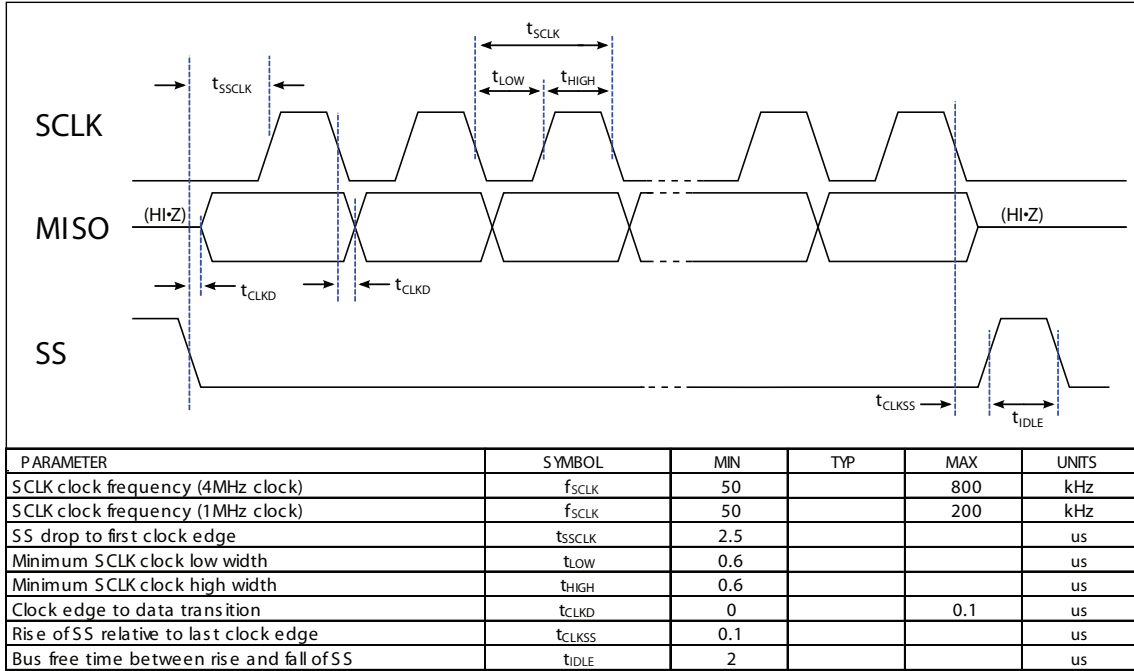 tSCLK
tSSCLK
tLOW
tHIGH
SCLK
(HI•Z)
(HI•Z)
MISO
tCLKD
tCLKD
SS
tCLKSS
tIDLE
PARAMETER SYMBOL MIN TYP MAX UNITS
SCLK clock frequency (4MHz clock) fSCLK 50 800 kHz
SCLK clock frequency (1MHz clock) fSCLK 50 200 kHz
SS drop to first clock edge tSSCLK 2.5 us
Minimum SCLK clock low width tLOW 0.6 us
Minimum SCLK clock high width tHIGH 0.6 us
Clock edge to data transition tCLKD 0 0.1 us
Rise of SS relative to last clock edge tCLKSS 0.1 us
Bus free time between rise and fall of SS tIDLE 2 us